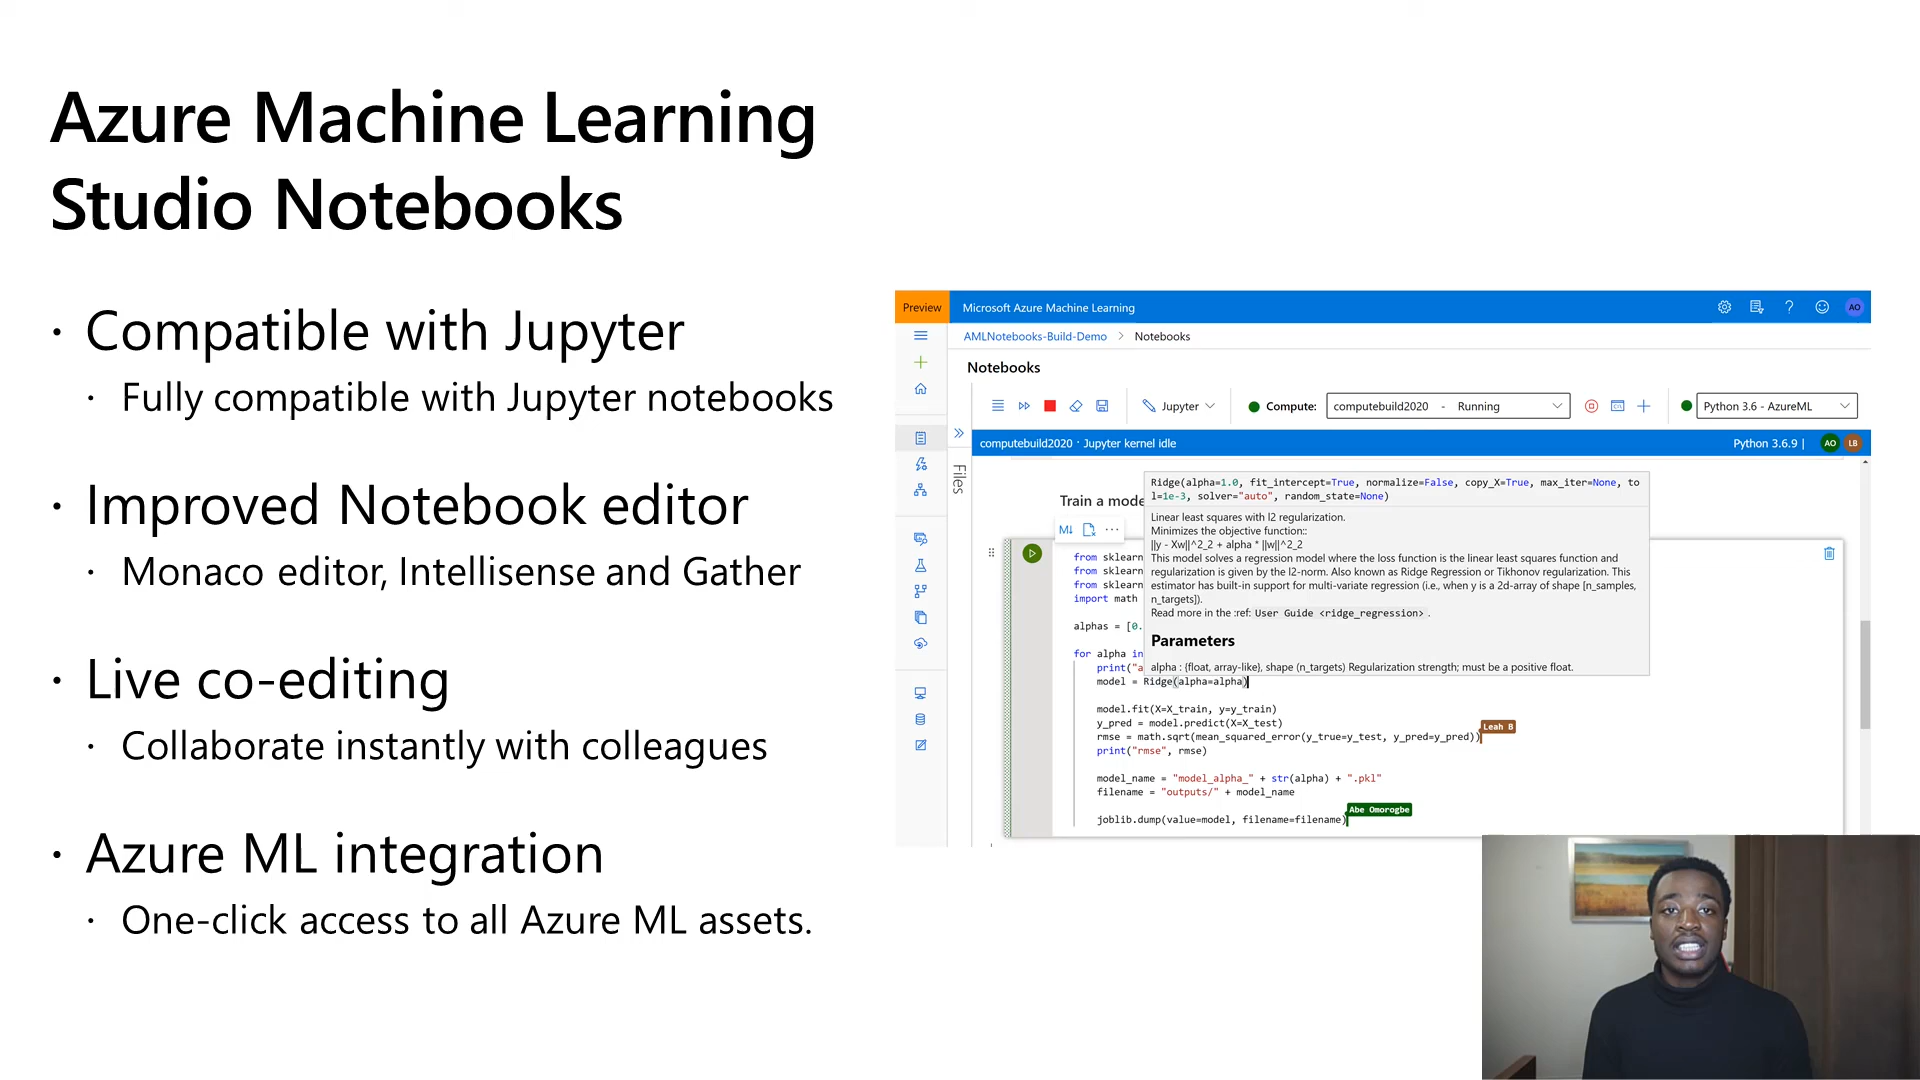 Azure Machine Learning
Studio Notebooks
· Compatible with Jupyter
· Fully compatible with Jupyter notebooks
· Improved Notebook editor
· Monaco editor, Intellisense and Gather
· Live co-editing
· Collaborate instantly with colleagues
· Azure ML integration
· One-click access to all Azure ML assets.
Preview Microsoft Azure Machine Learning AO
AMLNotebooks-Build-Demo > Notebooks
Notebooks
Jupyter Compute: computebuild2020 - Running Python 3.6 - AzureML
computebuild2020 · Jupyter kernel idle Python 3.6.9 | AO LB
Files
Train a mode
M↓ ···
Ridge(alpha=1.0, fit_intercept=True, normalize=False, copy_X=True, max_iter=None, to
l=1e-3, solver="auto", random_state=None)
Linear least squares with l2 regularization.
Minimizes the objective function::
||y - Xw||^2_2 + alpha * ||w||^2_2
This model solves a regression model where the loss function is the linear least squares function and
regularization is given by the l2-norm. Also known as Ridge Regression or Tikhonov regularization. This
estimator has built-in support for multi-variate regression (i.e., when y is a 2d-array of shape [n_samples,
n_targets]).
Read more in the :ref: User Guide <ridge_regression> .
Parameters
alpha : {float, array-like}, shape (n_targets) Regularization strength; must be a positive float.
from sklearn
from sklearn
from sklearn
import math
alphas = [0.
for alpha in
print("a
model = Ridge(alpha=alpha)
model.fit(X=X_train, y=y_train)
y_pred = model.predict(X=X_test)
Leah B
rmse = math.sqrt(mean_squared_error(y_true=y_test, y_pred=y_pred))
print("rmse", rmse)
model_name = "model_alpha_" + str(alpha) + ".pkl"
filename = "outputs/" + model_name
Abe Omorogbe
joblib.dump(value=model, filename=filename)